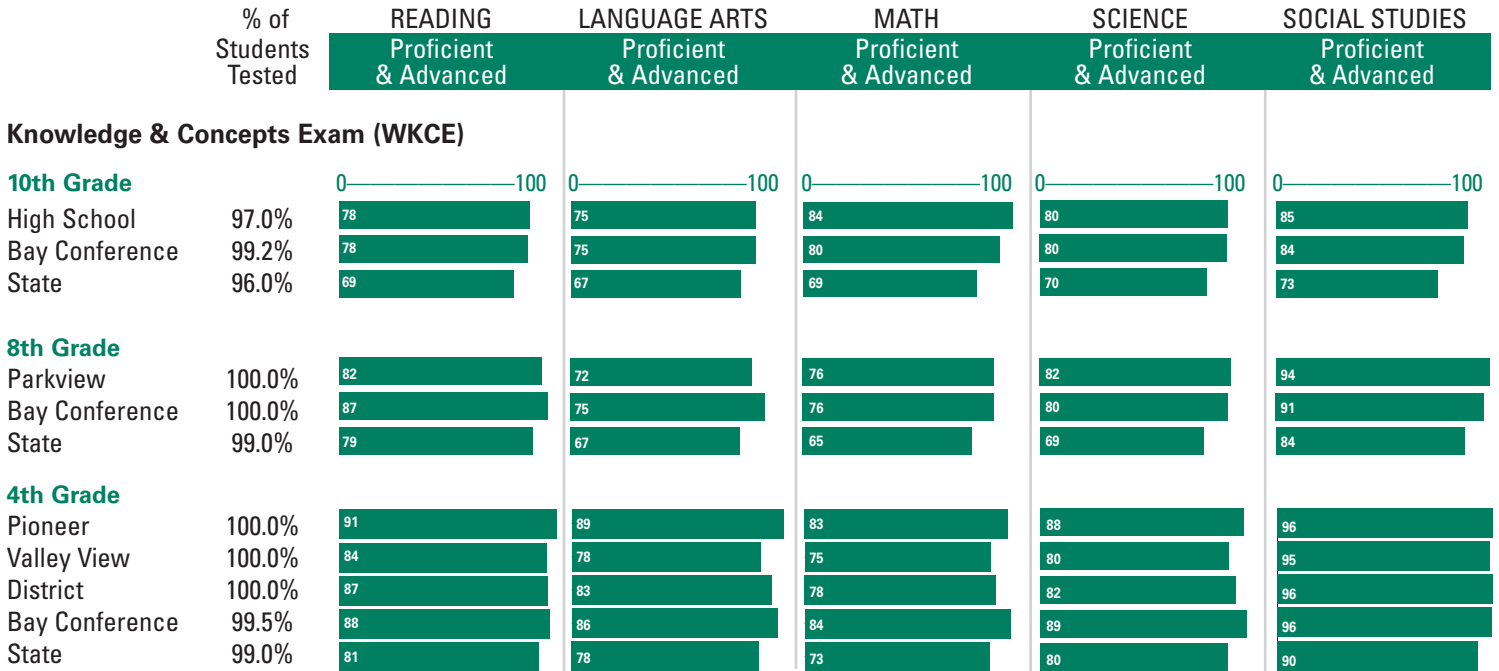 % of Students Tested READING LANGUAGE ARTS MATH SCIENCE SOCIAL STUDIES
Proficient & Advanced Proficient & Advanced Proficient & Advanced Proficient & Advanced Proficient & Advanced
Knowledge & Concepts Exam (WKCE)
10th Grade 0 100 0 100 0 100 0 100 0 100
High School 97.0% 78 75 84 80 85
Bay Conference 99.2% 78 75 80 80 84
State 96.0% 69 67 69 70 73
8th Grade
Parkview 100.0% 82 72 76 82 94
Bay Conference 100.0% 87 75 76 80 91
State 99.0% 79 67 65 69 84
4th Grade
Pioneer 100.0% 91 89 83 88 96
Valley View 100.0% 84 78 75 80 95
District 100.0% 87 83 78 82 96
Bay Conference 99.5% 88 86 84 89 96
State 99.0% 81 78 73 80 90